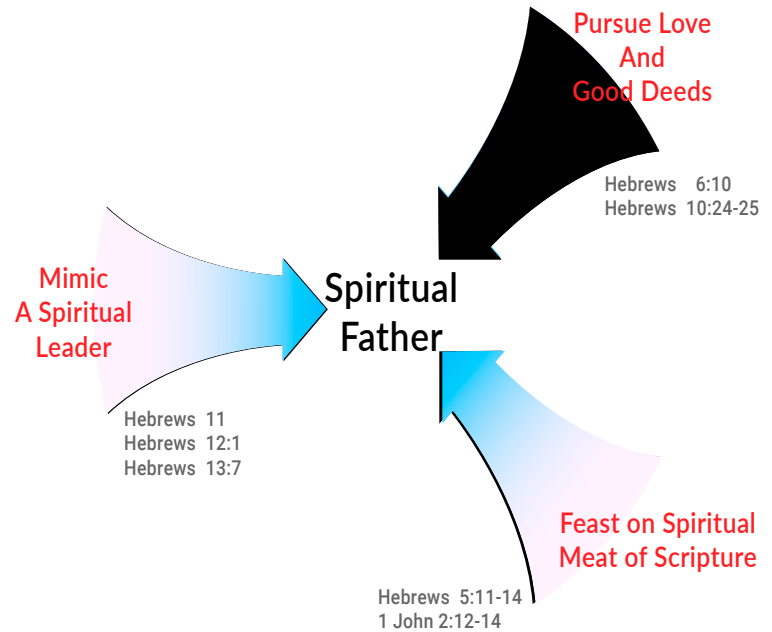 Pursue Love
And
Good Deeds
Hebrews 6:10
Hebrews 10:24-25
Mimic
A Spiritual
Leader
Hebrews 11
Hebrews 12:1
Hebrews 13:7
Spiritual
Father
Feast on Spiritual
Meat of Scripture
Hebrews 5:11-14
1 John 2:12-14